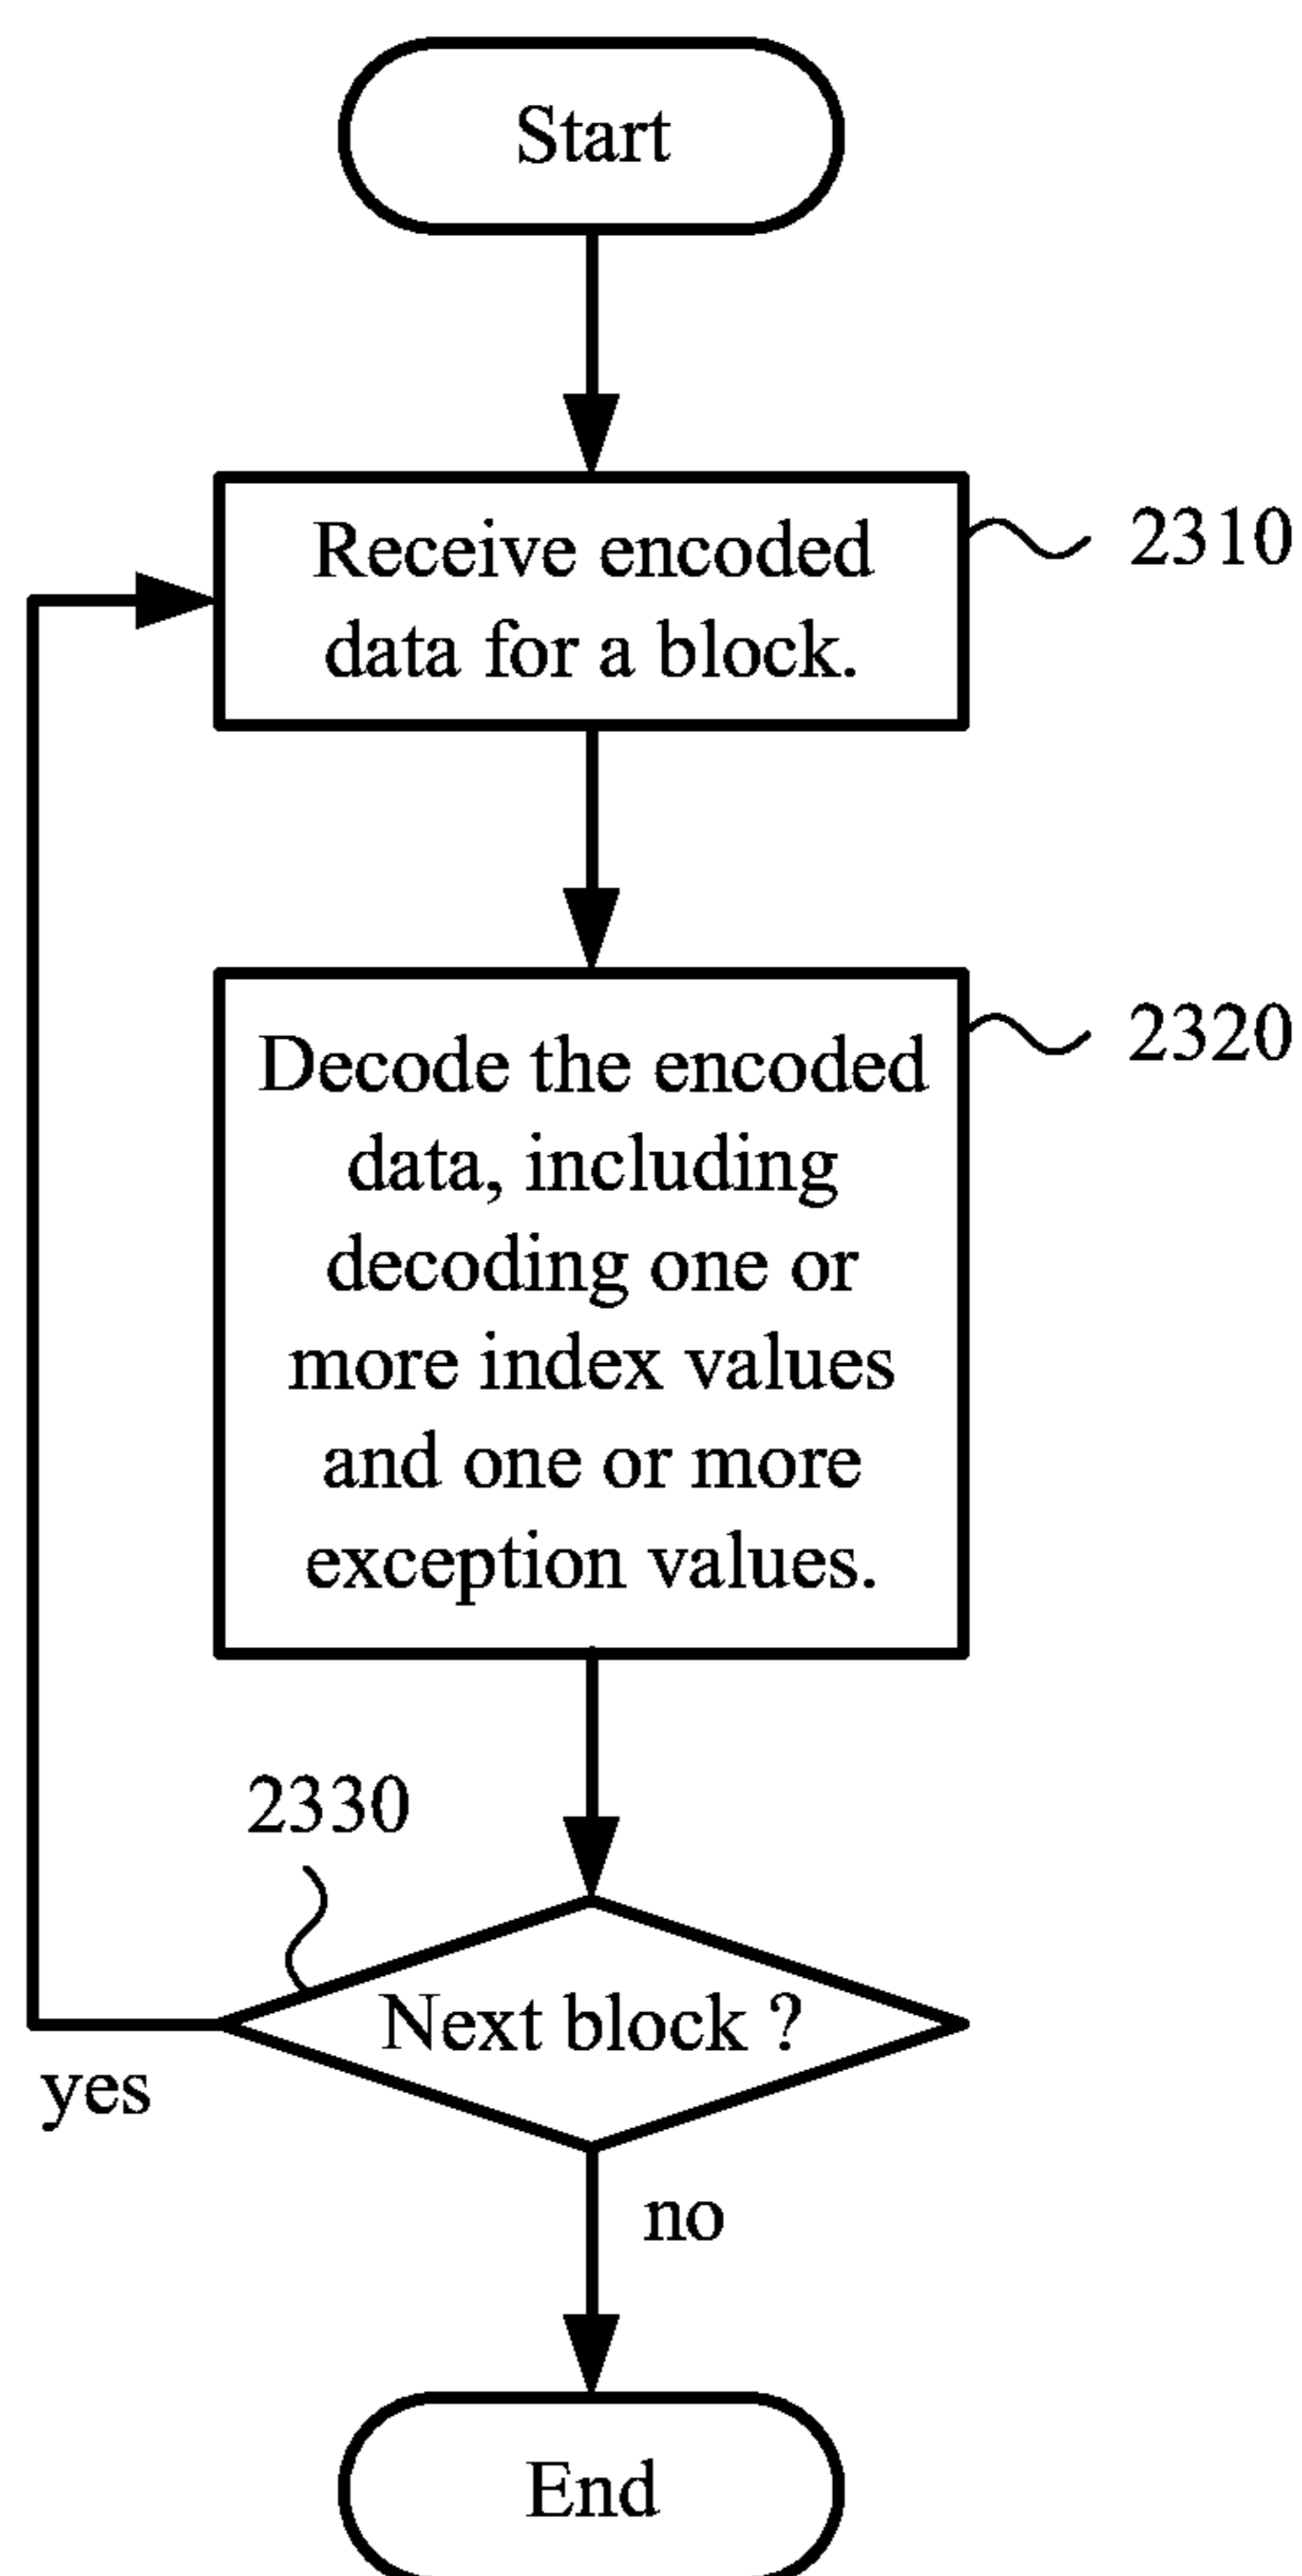 Start
Receive encoded
data for a block.
2310
Decode the encoded
data, including
decoding one or
more index values
and one or more
exception values.
2320
2330
Next block ?
yes
no
End